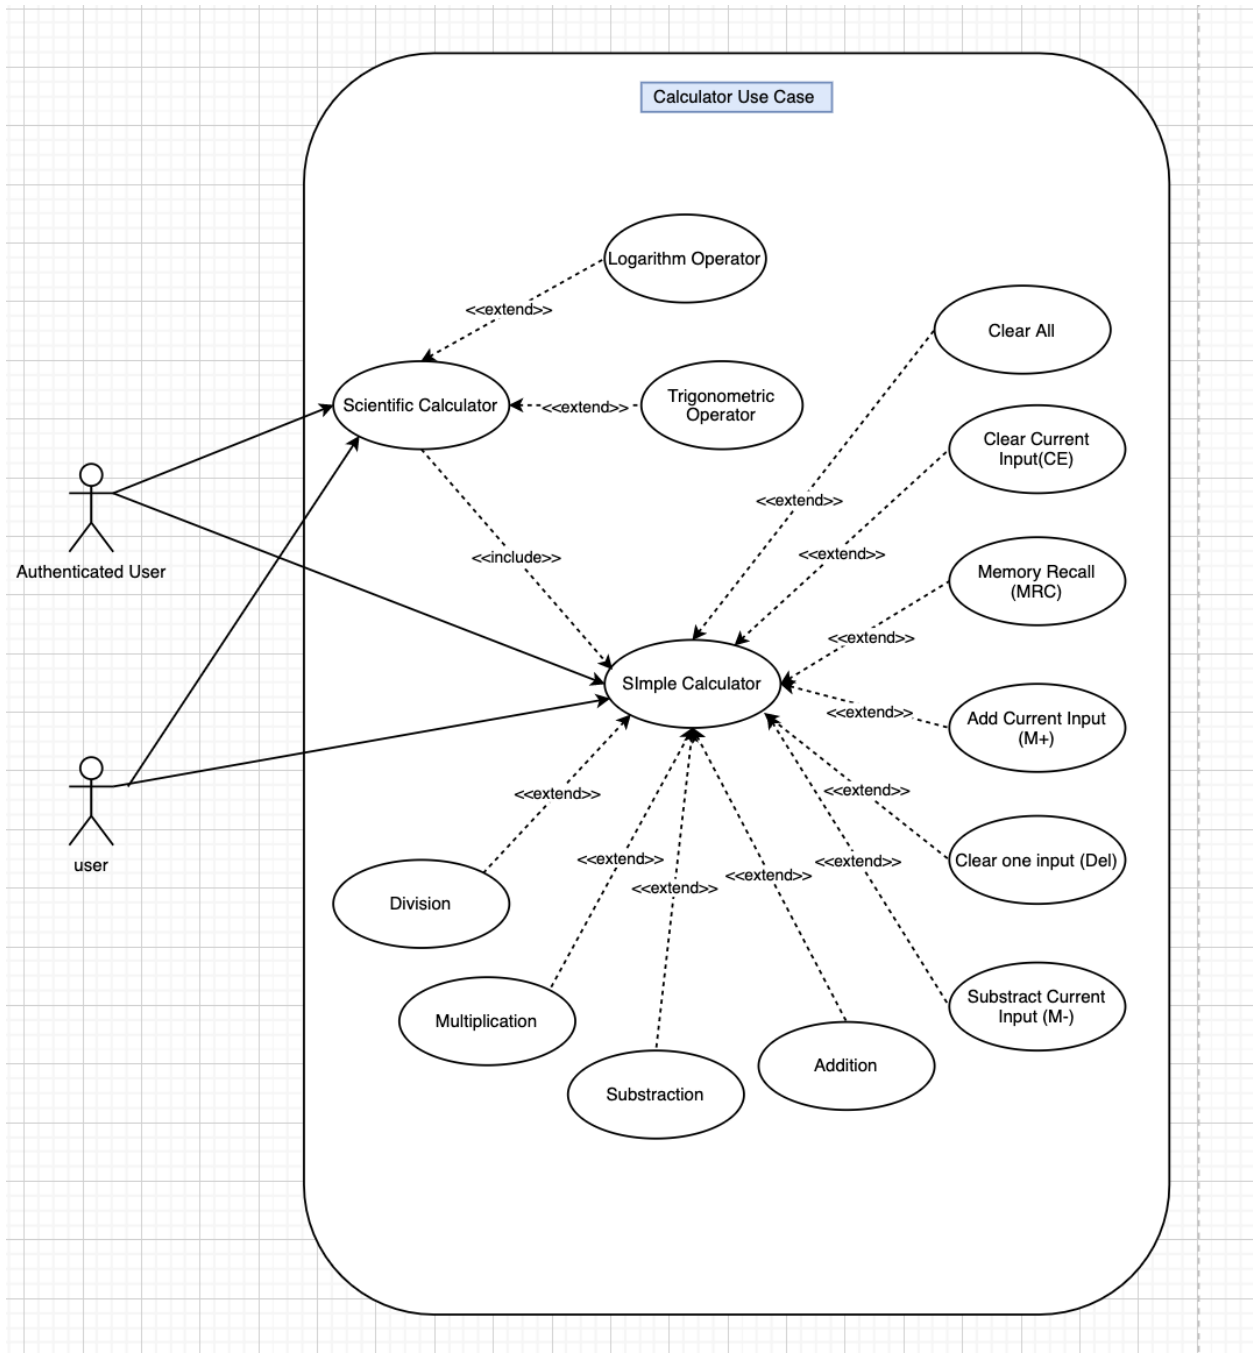 Calculator Use Case
Logarithm Operator
<<extend>>
Clear All
Scientific Calculator
<<extend>>
Trigonometric
Operator
Clear Current
Input(CE)
<<extend>>
<<include>>
<<extend>>
Authenticated User
Memory Recall
(MRC)
<<extend>>
SImple Calculator
<<extend>>
Add Current Input
(M+)
<<extend>>
<<extend>>
user
<<extend>>
<<extend>>
<<extend>>
<<extend>>
Clear one input (Del)
Division
Multiplication
Substract Current
Input (M-)
Substraction
Addition